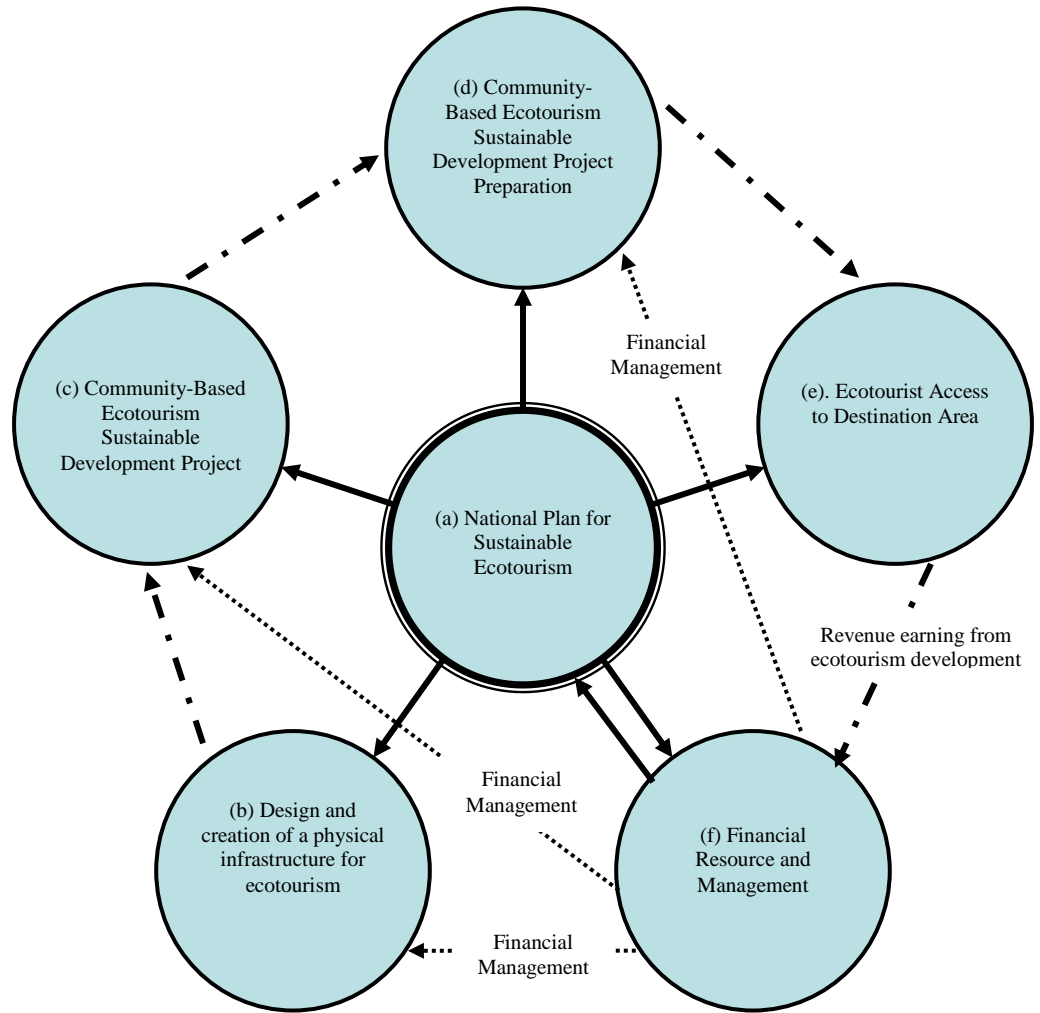 (d) Community-
Based Ecotourism
Sustainable
Development Project
Preparation
Financial
Management
(c) Community-Based
Ecotourism
Sustainable
Development Project
(e). Ecotourist Access
to Destination Area
(a) National Plan for
Sustainable
Ecotourism
Revenue earning from
ecotourism development
Financial
Management
(b) Design and
creation of a physical
infrastructure for
ecotourism
(f) Financial
Resource and
Management
Financial
Management